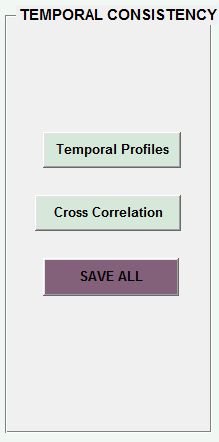 TEMPORAL CONSISTENCY
Temporal Profiles
Cross Correlation
SAVE ALL